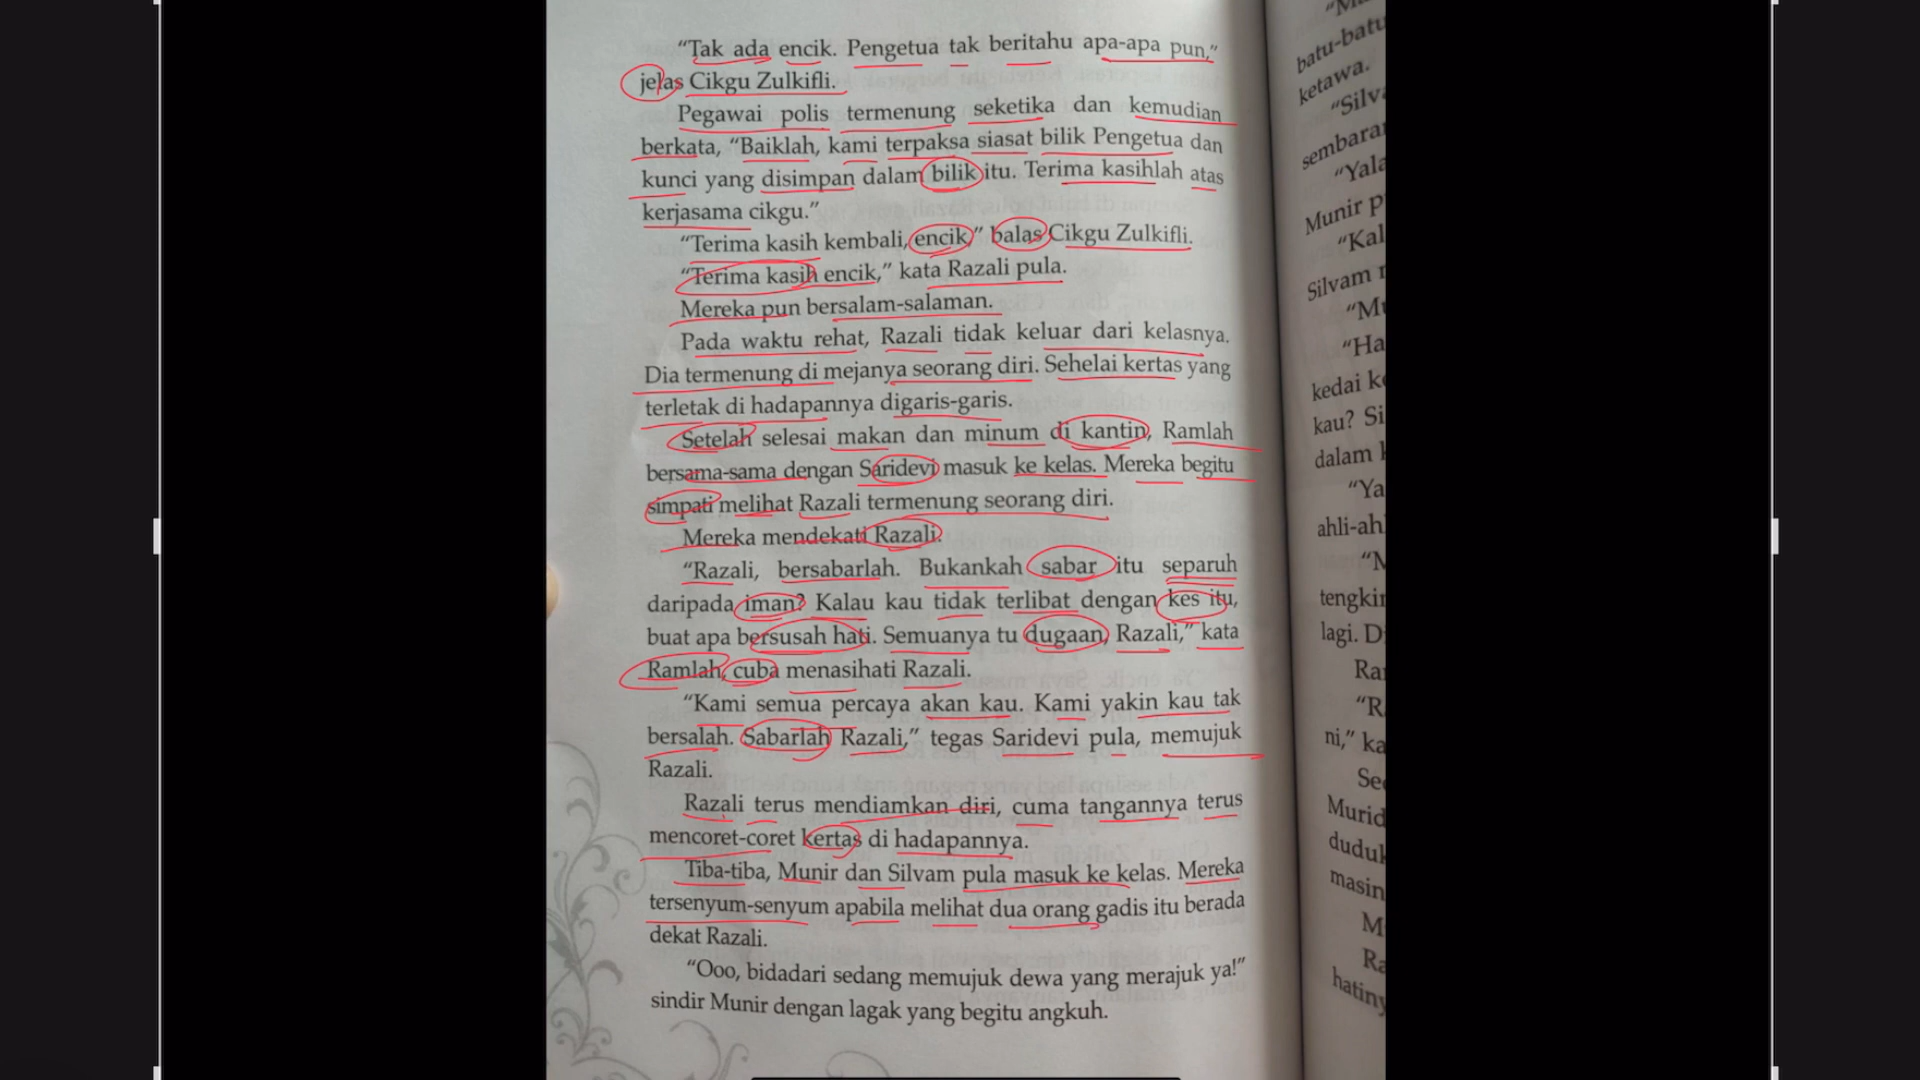 “Tak ada encik. Pengetua tak beritahu apa-apa pun,”
jelas Cikgu Zulkifli.
Pegawai polis termenung seketika dan kemudian
berkata, “Baiklah, kami terpaksa siasat bilik Pengetua dan
kunci yang disimpan dalam bilik itu. Terima kasihlah atas
kerjasama cikgu.”
“Terima kasih kembali, encik,” balas Cikgu Zulkifli.
“Terima kasih encik,” kata Razali pula.
Mereka pun bersalam-salaman.
Pada waktu rehat, Razali tidak keluar dari kelasnya.
Dia termenung di mejanya seorang diri. Sehelai kertas yang
terletak di hadapannya digaris-garis.
Setelah selesai makan dan minum di kantin, Ramlah
bersama-sama dengan Saridevi masuk ke kelas. Mereka begitu
simpati melihat Razali termenung seorang diri.
Mereka mendekati Razali.
“Razali, bersabarlah. Bukankah sabar itu separuh
daripada iman? Kalau kau tidak terlibat dengan kes itu,
buat apa bersusah hati. Semuanya tu dugaan, Razali,” kata
Ramlah, cuba menasihati Razali.
“Kami semua percaya akan kau. Kami yakin kau tak
bersalah. Sabarlah Razali,” tegas Saridevi pula, memujuk
Razali.
Razali terus mendiamkan diri, cuma tangannya terus
mencoret-coret kertas di hadapannya.
Tiba-tiba, Munir dan Silvam pula masuk ke kelas. Mereka
tersenyum-senyum apabila melihat dua orang gadis itu berada
dekat Razali.
“Ooo, bidadari sedang memujuk dewa yang merajuk ya!”
sindir Munir dengan lagak yang begitu angkuh.
batu-batu
ketawa.
“Silva
sembaran
“Yala
Munir p
“Kal
Silvam
“Mu
“Ha
kedai ke
kau? Si
dalam
“Ya
ahli-ahl
“M
tengkin
lagi. D
Ran
“R
ni,” ka
Sed
Murid
duduk
masin
M
Ra
hatiny